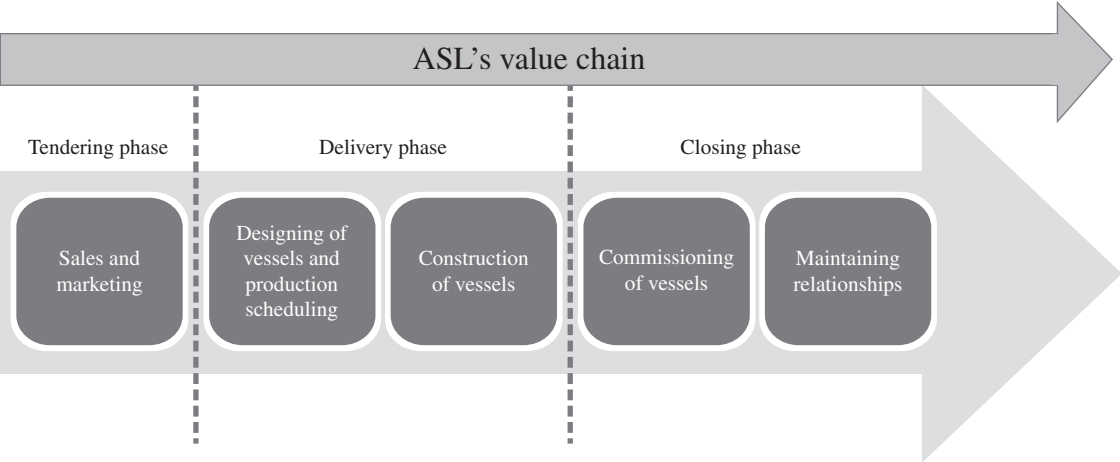 ASL's value chain
Tendering phase
Delivery phase
Closing phase
Sales and
marketing
Designing of
vessels and
production
scheduling
Construction
of vessels
Commissioning
of vessels
Maintaining
relationships